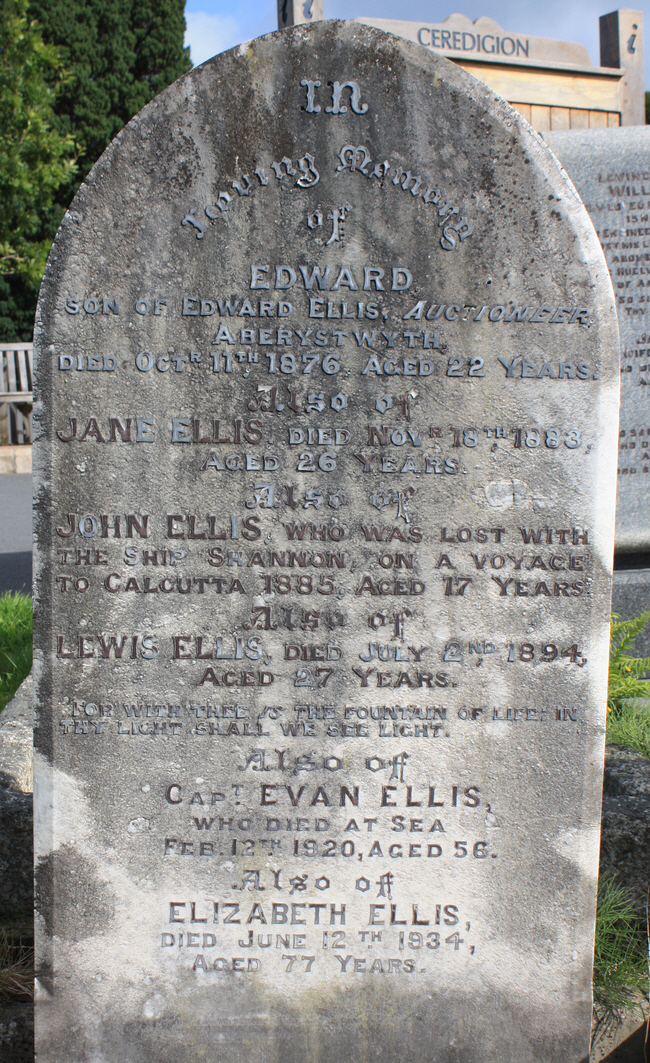 CEREDIGION
In
Loving Memory
of
EDWARD
SON OF EDWARD ELLIS, AUCTIONEER,
ABERYSTWYTH,
DIED OCTR 11TH 1876. AGED 22 YEARS.
Also of
JANE ELLIS, DIED NOVR 18TH, 1883,
AGED 26 YEARS.
Also of
JOHN ELLIS, WHO WAS LOST WITH
THE SHIP SHANNON, ON A VOYAGE
TO CALCUTTA 1885, AGED 17 YEARS.
Also of
LEWIS ELLIS, DIED JULY 2ND, 1894,
AGED 27 YEARS.
"FOR WITH THEE IS THE FOUNTAIN OF LIFE: IN
THY LIGHT SHALL WE SEE LIGHT.
Also of
CAPT EVAN ELLIS,
WHO DIED AT SEA
FEB. 12TH 1920, AGED 56.
Also of
ELIZABETH ELLIS,
DIED JUNE 12TH 1934,
AGED 77 YEARS.
LOVING
WILL